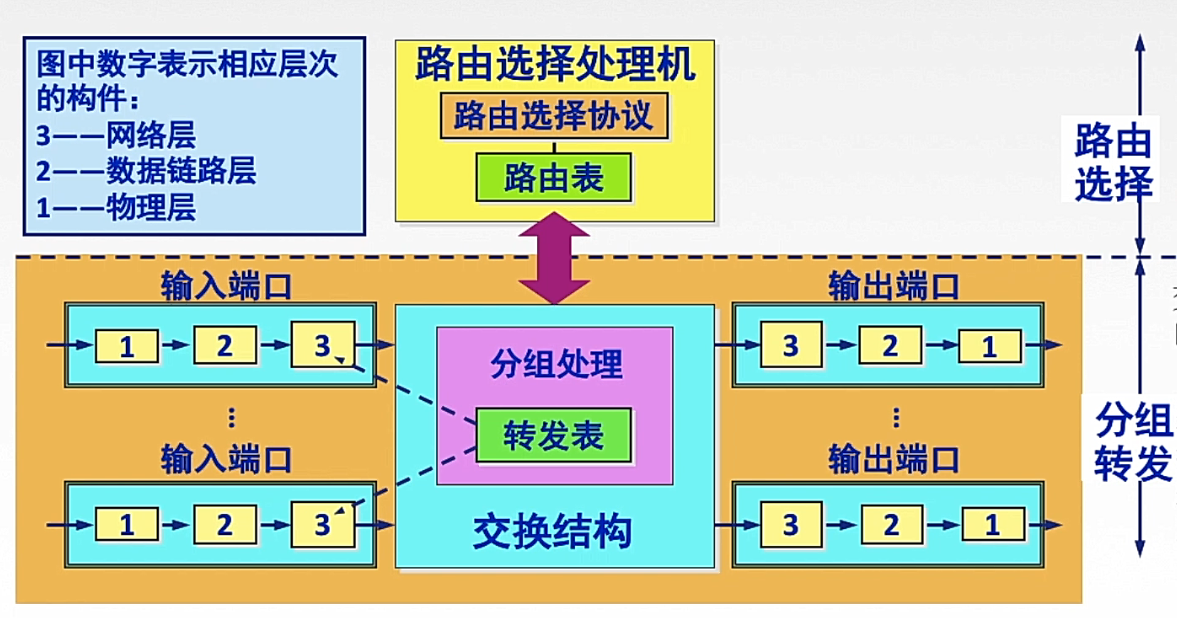 图中数字表示相应层次
的构件：
3——网络层
2——数据链路层
1——物理层
路由选择处理机
路由选择协议
路由表
路由
选择
输入端口
1
2
3
输入端口
1
2
3
分组处理
转发表
交换结构
输出端口
3
2
1
输出端口
3
2
1
分组
转发